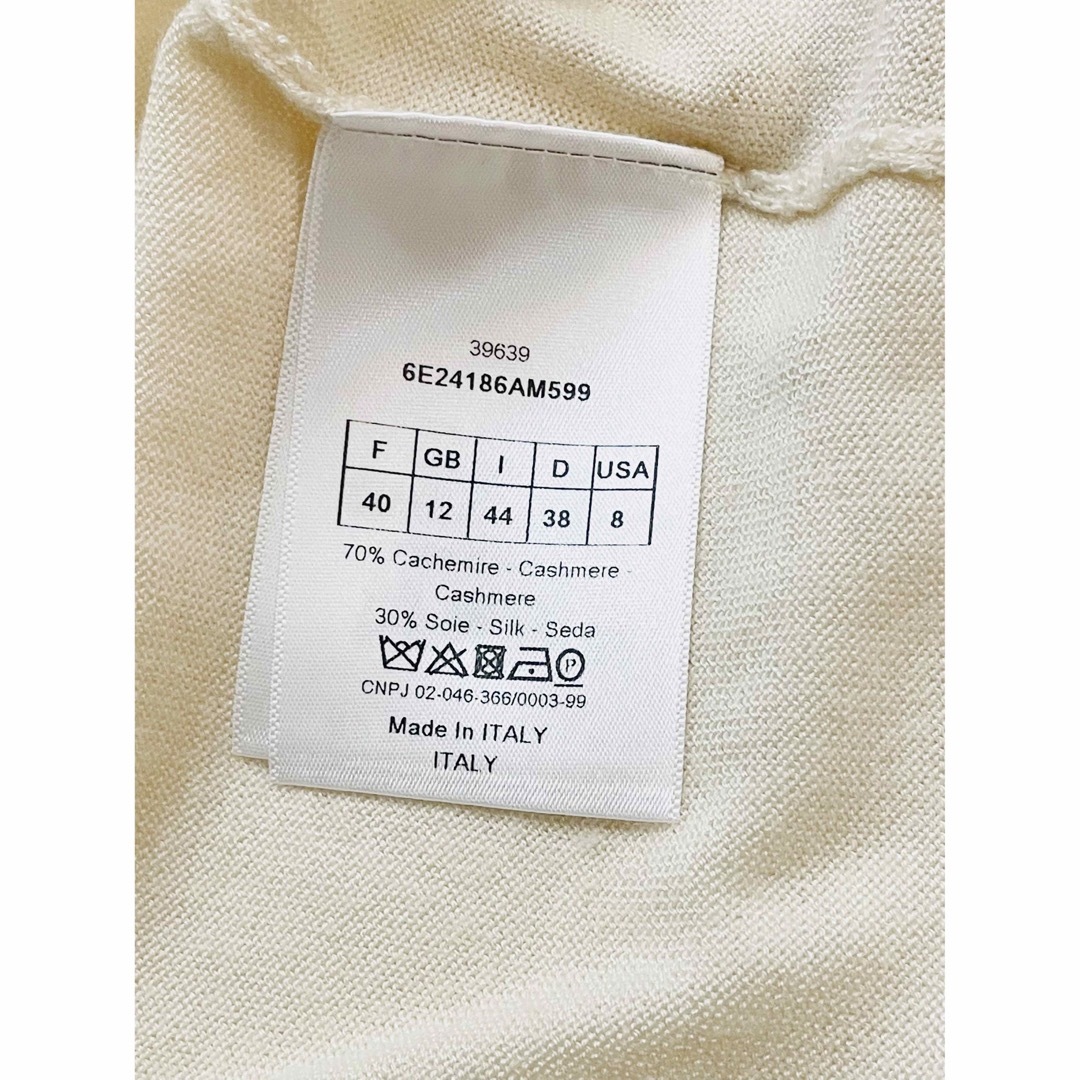 39639
6E24186AM599
F GB I D USA
40 12 44 38 8
70% Cachemire - Cashmere -
Cashmere
30% Soie - Silk - Seda
P
CNPJ 02-046-366/0003-99
Made In ITALY
ITALY